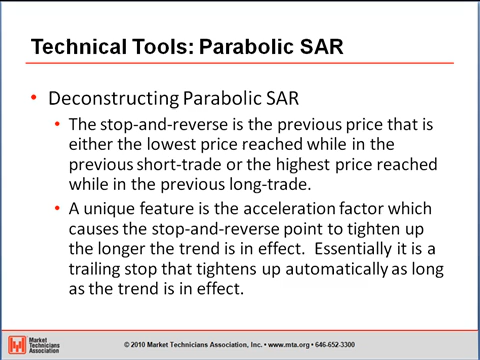 Technical Tools: Parabolic SAR
• Deconstructing Parabolic SAR
• The stop-and-reverse is the previous price that is
either the lowest price reached while in the
previous short-trade or the highest price reached
while in the previous long-trade.
• A unique feature is the acceleration factor which
causes the stop-and-reverse point to tighten up
the longer the trend is in effect.  Essentially it is a
trailing stop that tightens up automatically as long
as the trend is in effect.
Market
Technicians
Association
© 2010 Market Technicians Association, Inc. • www.mta.org • 646-652-3300